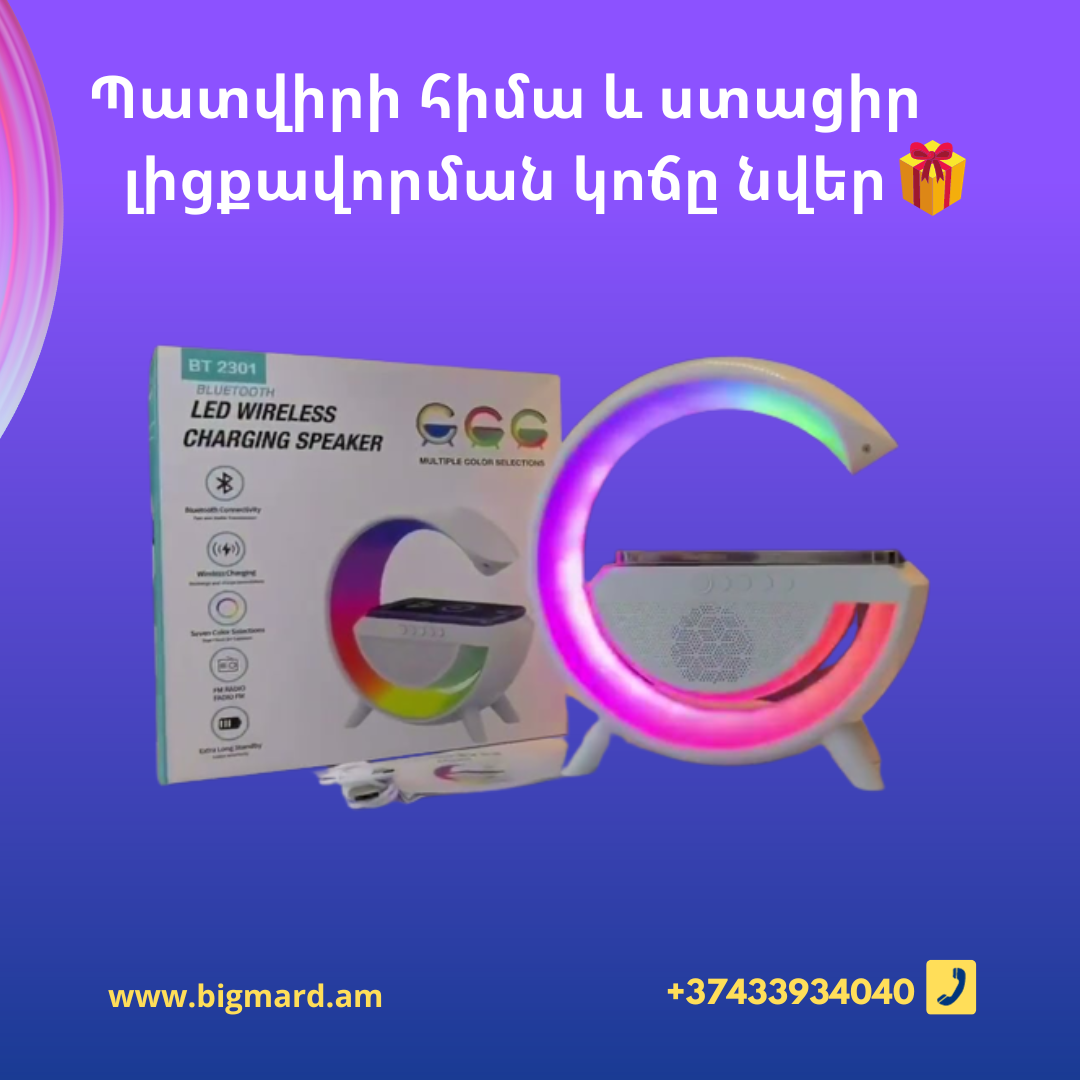 Պատվիրի հիմա և ստացիր
լիցքավորման կոճը նվեր
BT 2301
BLUETOOTH
LED WIRELESS
CHARGING SPEAKER
MULTIPLE COLOR SELECTIONS
Bluetooth Connectivity
Wireless Charging
Seven Color Selections
FM RADIO
Extra Long Standby
www.bigmard.am
+37433934040